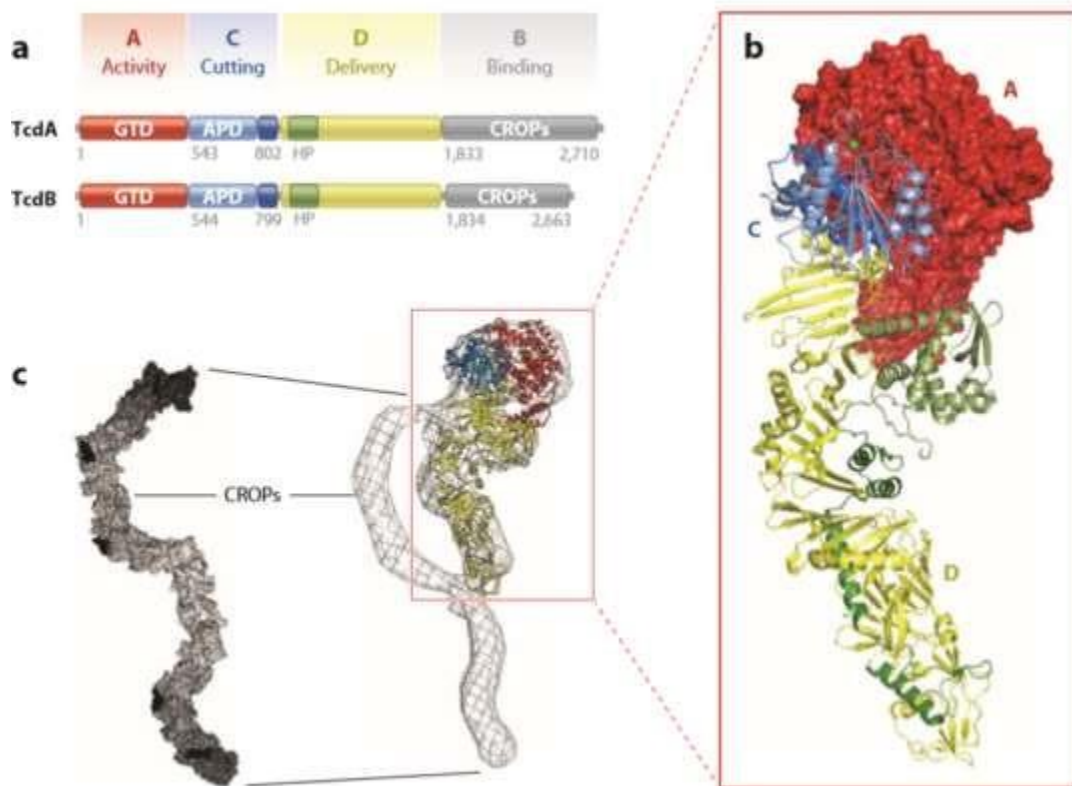 a
A
Activity
C
Cutting
D
Delivery
B
Binding
TcdA
GTD
APD
CROPs
1
543
802
HP
1,833
2,710
TcdB
GTD
APD
CROPs
1
544
799
HP
1,834
2,663
b
A
C
D
c
CROPs